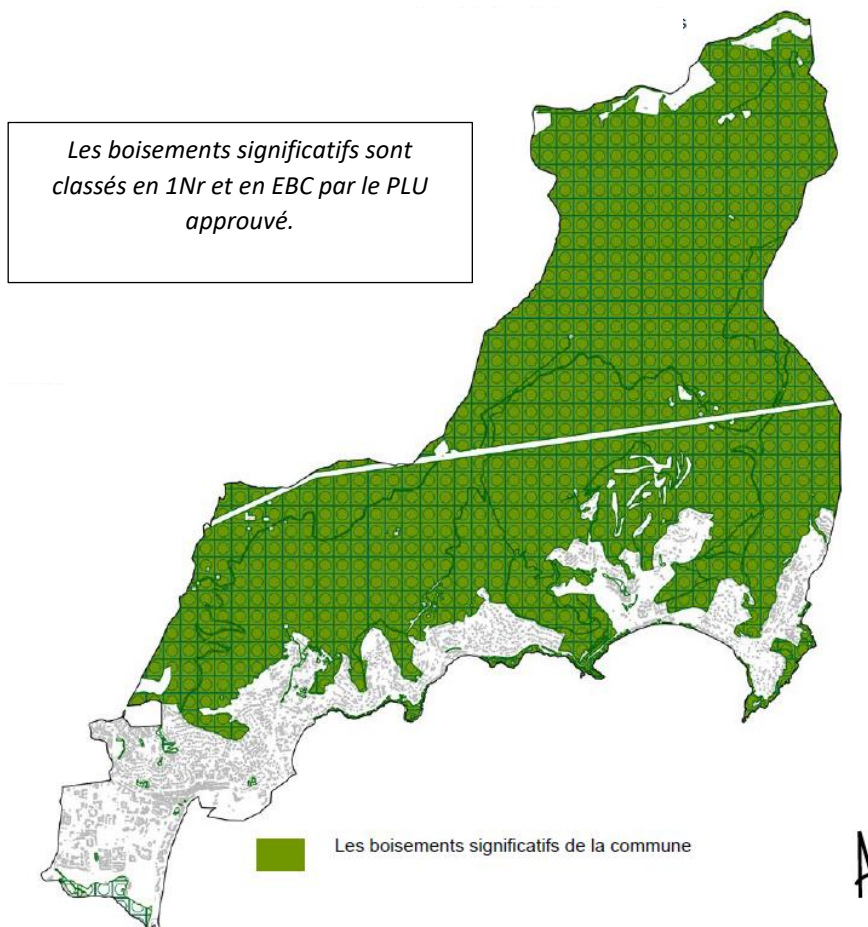 Les boisements significatifs sont
classés en 1Nr et en EBC par le PLU
approuvé.
Les boisements significatifs de la commune